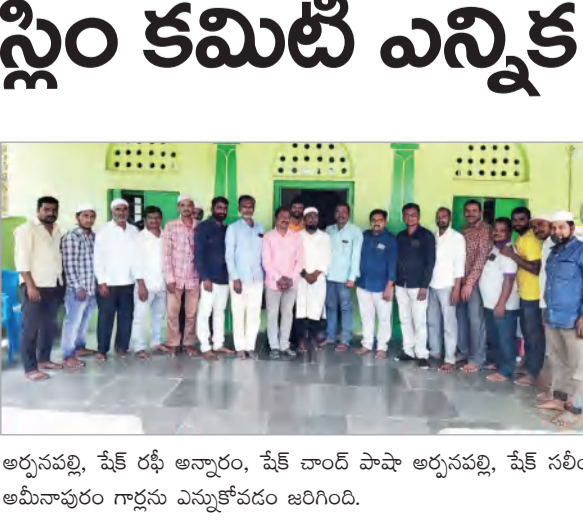 స్లిం కమిటీ ఎన్నిక
అర్పనపల్లి, షేక్ రఫీ అన్నారం, షేక్ చాంద్ పాషా అర్పనపల్లి, షేక్ సలీం
అమీనాపురం గార్లను ఎన్నుకోవడం జరిగింది.